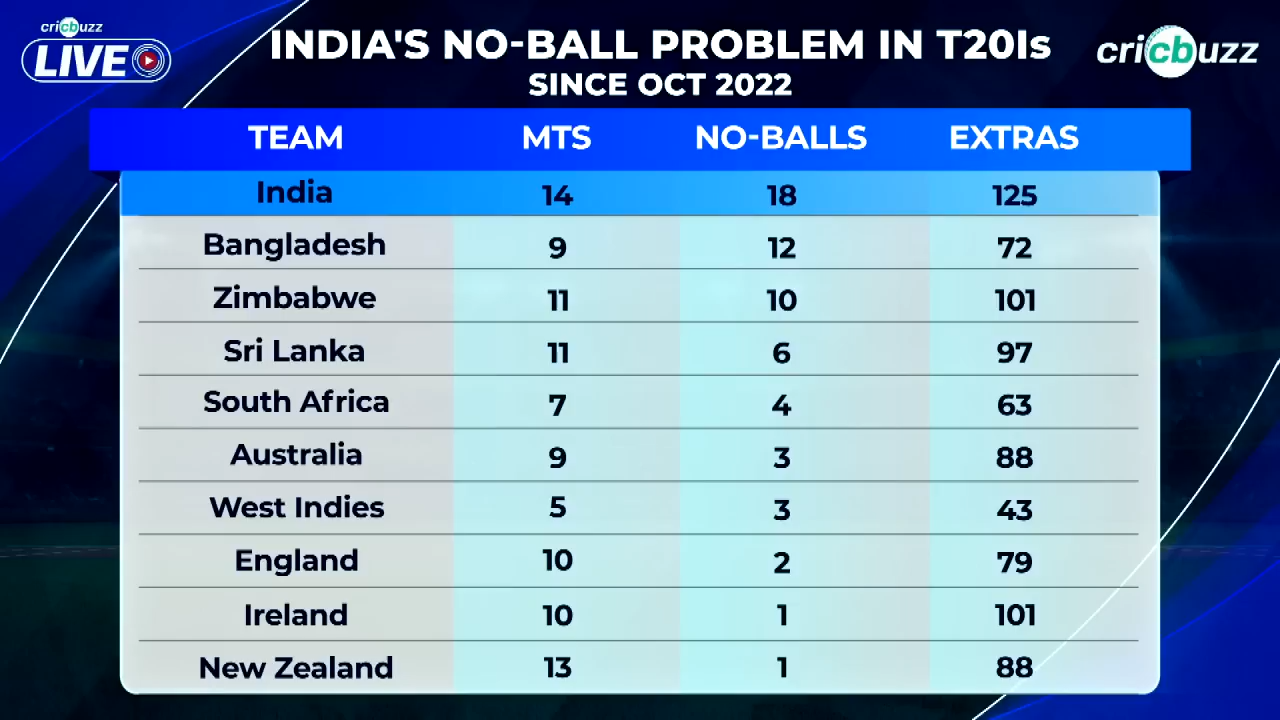 cricbuzz
LIVE
INDIA'S NO-BALL PROBLEM IN T20Is
SINCE OCT 2022
cricbuzz
TEAM MTS NO-BALLS EXTRAS
India 14 18 125
Bangladesh 9 12 72
Zimbabwe 11 10 101
Sri Lanka 11 6 97
South Africa 7 4 63
Australia 9 3 88
West Indies 5 3 43
England 10 2 79
Ireland 10 1 101
New Zealand 13 1 88